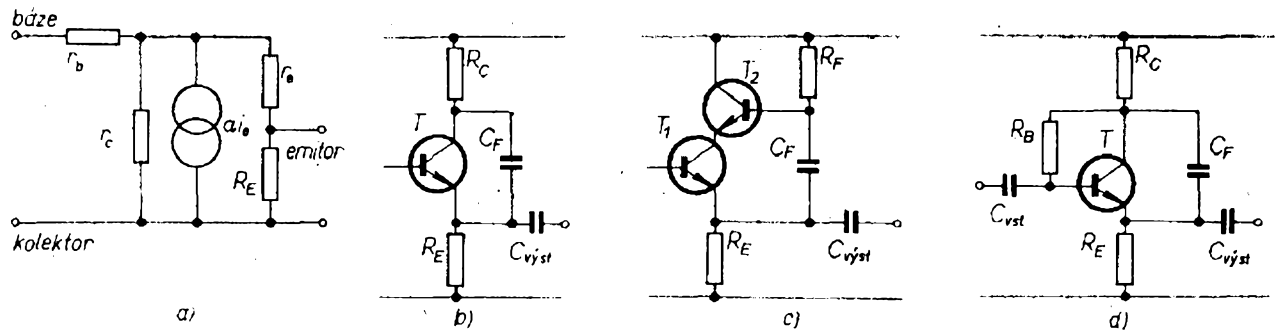 báze
r_b
r_c
αi_e
r_e
emitor
R_E
kolektor
a)
R_C
T
C_F
R_E
C_výst
b)
R_F
T_2
T_1
C_F
R_E
C_výst
c)
R_C
R_B
T
C_F
C_vst
R_E
C_výst
d)